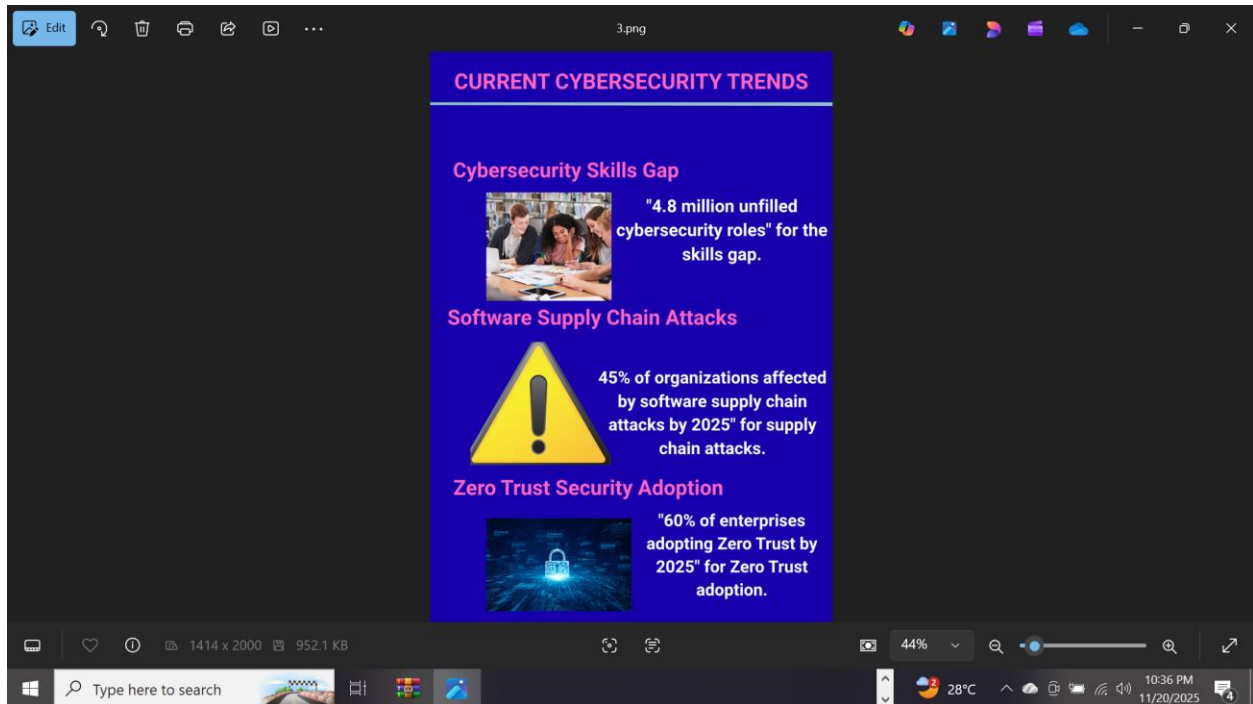 Edit
3.png
CURRENT CYBERSECURITY TRENDS
Cybersecurity Skills Gap
"4.8 million unfilled
cybersecurity roles" for the
skills gap.
Software Supply Chain Attacks
45% of organizations affected
by software supply chain
attacks by 2025" for supply
chain attacks.
Zero Trust Security Adoption
"60% of enterprises
adopting Zero Trust by
2025" for Zero Trust
adoption.
1414 x 2000 952.1 KB
44%
Type here to search
2
28°C
10:36 PM
11/20/2025
4